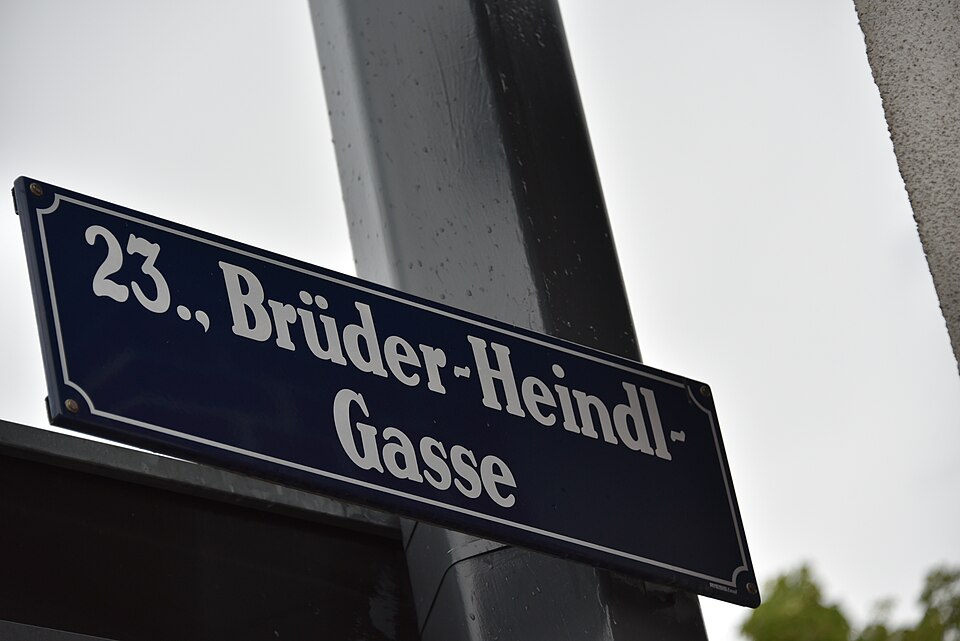 23., Brüder-Heindl-
Gasse